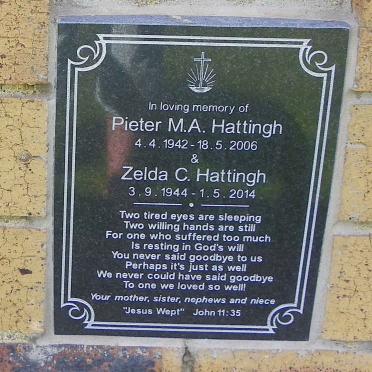 In loving memory of
Pieter M.A. Hattingh
4.4.1942-18.5.2006
&
Zelda C. Hattingh
3.9.1944-1.5.2014
Two tired eyes are sleeping
Two willing hands are still
For one who suffered too much
Is resting in God's will
You never said goodbye to us
Perhaps it's just as well
We never could have said goodbye
To one we loved so well!
Your mother, sister, nephews and niece
"Jesus Wept" John 11:35